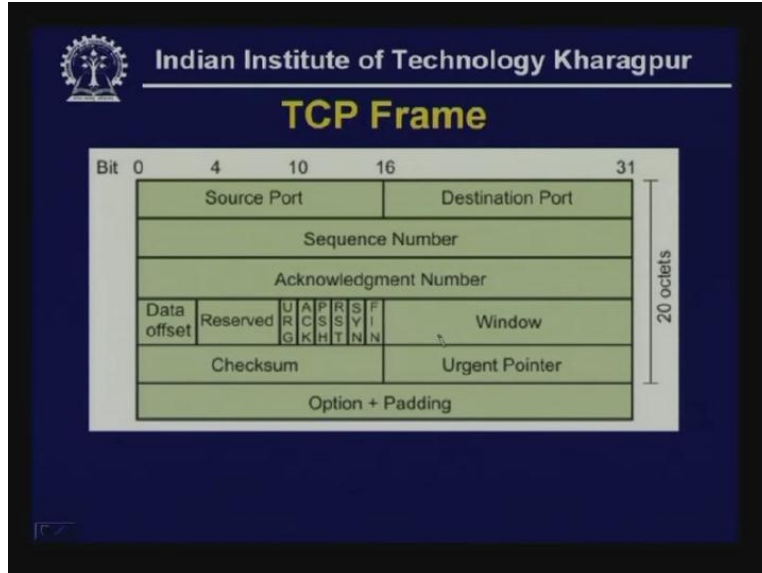 Indian Institute of Technology Kharagpur
TCP Frame
Bit 0 4 10 16 31
Source Port Destination Port
Sequence Number
Acknowledgment Number
Data offset Reserved URG ACK PSH RST SYN FIN Window
Checksum Urgent Pointer
Option + Padding
20 octets